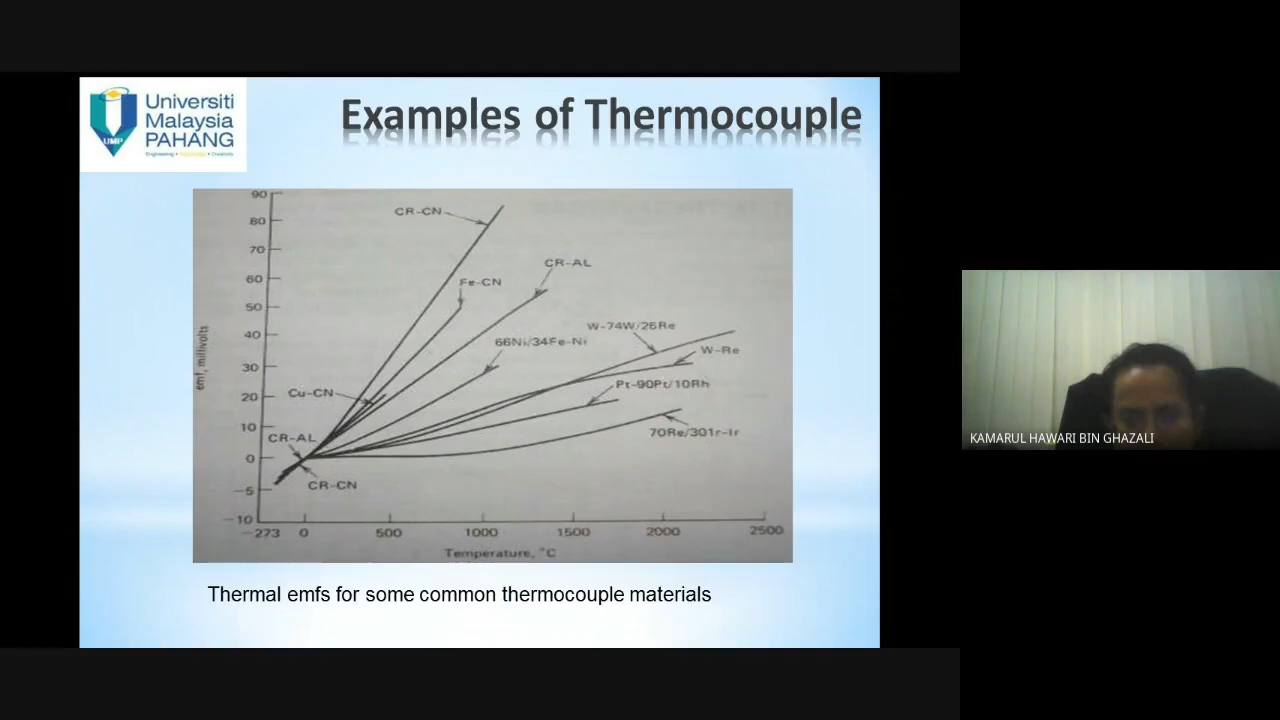 Universiti
Malaysia
PAHANG
UMP
Engineering • Technology • Creativity
Examples of Thermocouple
90
80
70
60
50
40
30
20
10
0
-5
-10
emf, millivolts
CR-CN
Fe-CN
CR-AL
W-74W/26Re
66Ni/34Fe-Ni
W-Re
Pt-90Pt/10Rh
Cu-CN
70Re/301r-Ir
CR-AL
CR-CN
-273 0 500 1000 1500 2000 2500
Temperature, °C
Thermal emfs for some common thermocouple materials
KAMARUL HAWARI BIN GHAZALI